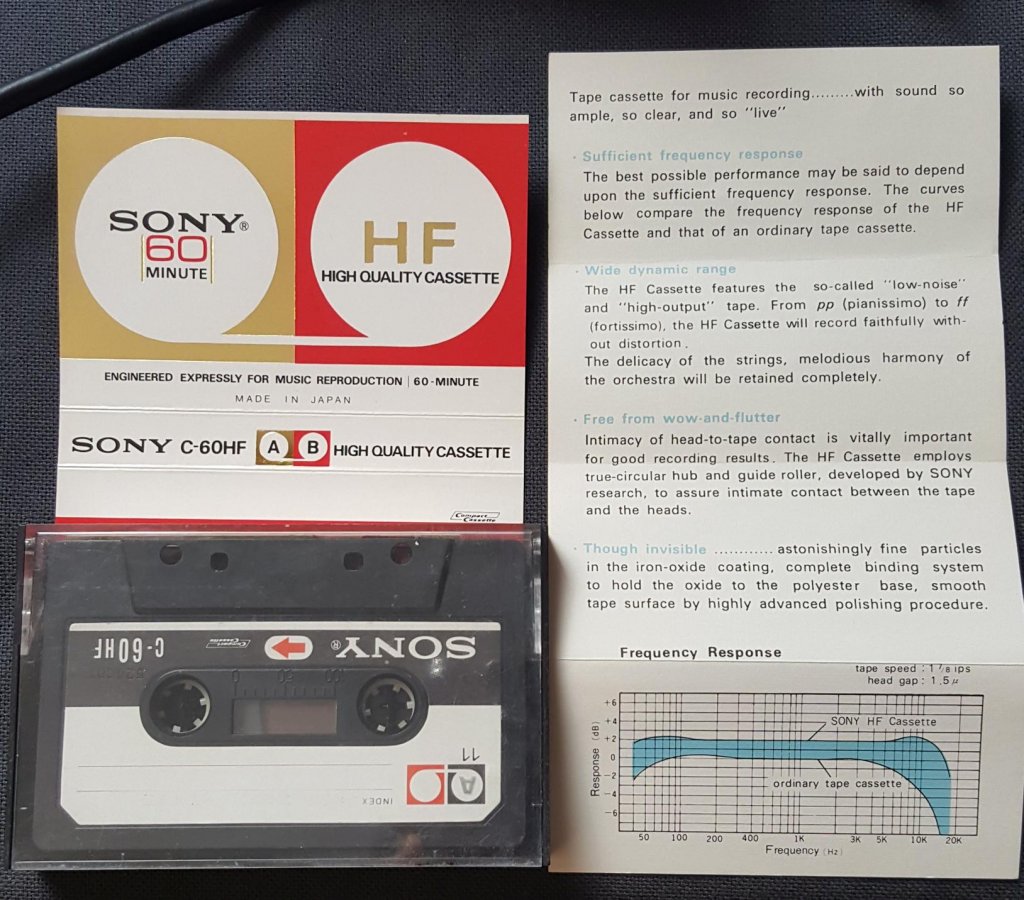 SONY®
60
MINUTE
HF
HIGH QUALITY CASSETTE
ENGINEERED EXPRESSLY FOR MUSIC REPRODUCTION | 60-MINUTE
MADE IN JAPAN
SONY C-60HF A B HIGH QUALITY CASSETTE
Compact
Cassette
SONY® Compact Cassette C-60HF
100 50 0
11
A
INDEX
Tape cassette for music recording.........with sound so
ample, so clear, and so "live"
· Sufficient frequency response
The best possible performance may be said to depend
upon the sufficient frequency response. The curves
below compare the frequency response of the HF
Cassette and that of an ordinary tape cassette.
· Wide dynamic range
The HF Cassette features the so-called "low-noise"
and "high-output" tape. From pp (pianissimo) to ff
(fortissimo), the HF Cassette will record faithfully with-
out distortion.
The delicacy of the strings, melodious harmony of
the orchestra will be retained completely.
· Free from wow-and-flutter
Intimacy of head-to-tape contact is vitally important
for good recording results. The HF Cassette employs
true-circular hub and guide roller, developed by SONY
research, to assure intimate contact between the tape
and the heads.
· Though invisible ............ astonishingly fine particles
in the iron-oxide coating, complete binding system
to hold the oxide to the polyester base, smooth
tape surface by highly advanced polishing procedure.
Frequency Response
tape speed : 1 7/8 ips
head gap : 1.5 μ
Response (dB)
+6
+4
+2
0
−2
−4
−6
SONY HF Cassette
ordinary tape cassette
50 100 200 400 1K 3K 5K 10K 20K
Frequency (Hz)